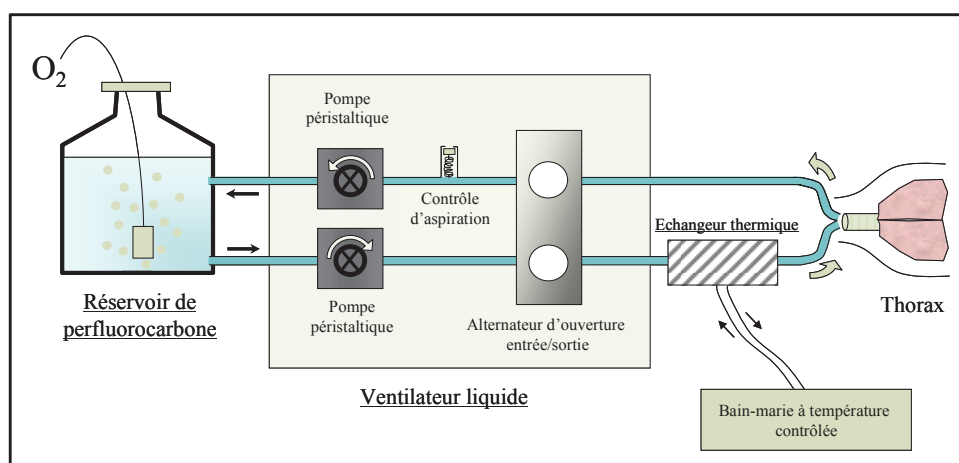 O2
Pompe
péristaltique
Contrôle
d'aspiration
Echangeur thermique
Pompe
péristaltique
Alternateur d'ouverture
entrée/sortie
Réservoir de
perfluorocarbone
Thorax
Ventilateur liquide
Bain-marie à température
contrôlée